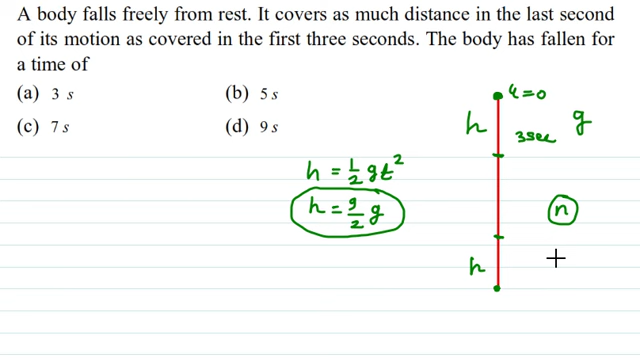 A body falls freely from rest. It covers as much distance in the last second
of its motion as covered in the first three seconds. The body has fallen for
a time of
(a) 3 s (b) 5 s
(c) 7 s (d) 9 s
u=0
h 3sec g
h = 1/2 gt²
h = 9/2 g
n
h